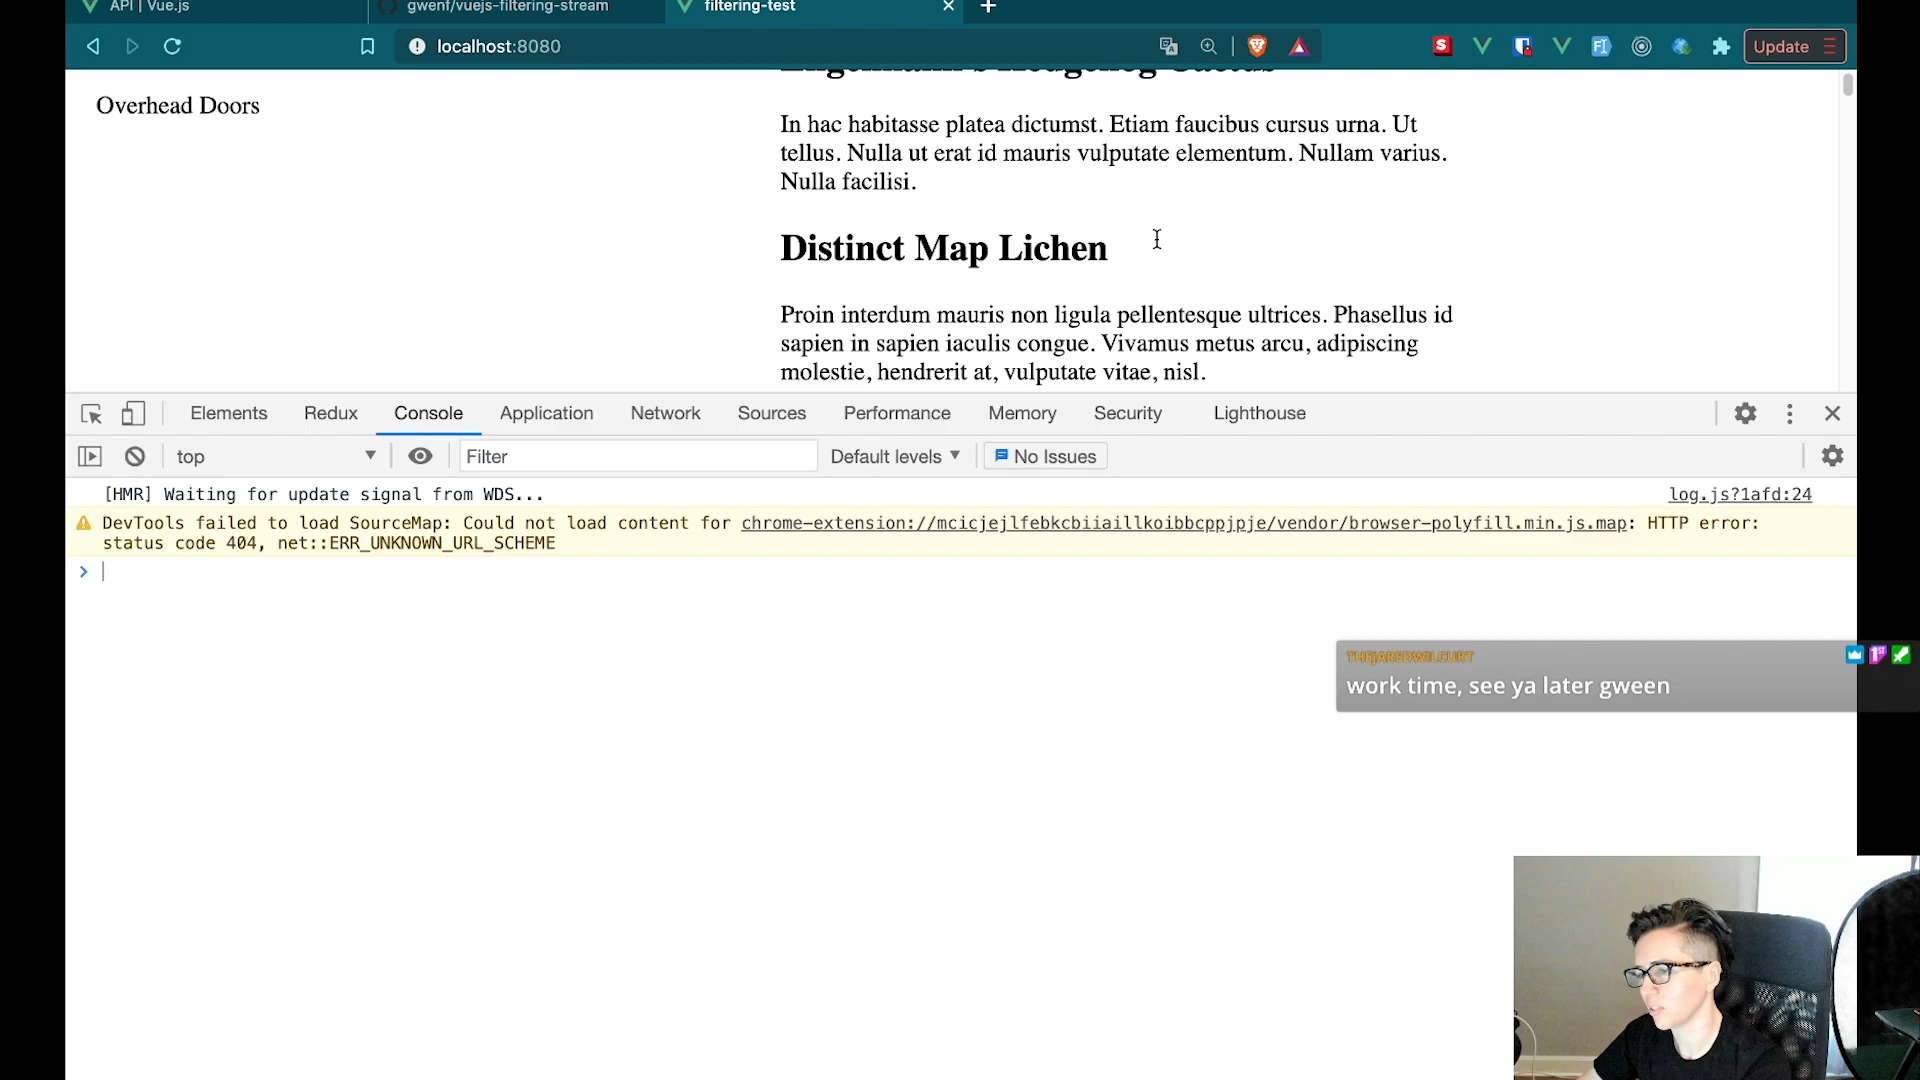 API | Vue.js
gwenf/vuejs-filtering-stream
filtering-test
localhost:8080
Update
Engelmann's Hedgehog Cactus
Overhead Doors
In hac habitasse platea dictumst. Etiam faucibus cursus urna. Ut
tellus. Nulla ut erat id mauris vulputate elementum. Nullam varius.
Nulla facilisi.
Distinct Map Lichen
Proin interdum mauris non ligula pellentesque ultrices. Phasellus id
sapien in sapien iaculis congue. Vivamus metus arcu, adipiscing
molestie, hendrerit at, vulputate vitae, nisl.
Elements Redux Console Application Network Sources Performance Memory Security Lighthouse
top Filter Default levels No Issues
[HMR] Waiting for update signal from WDS... log.js?1afd:24
DevTools failed to load SourceMap: Could not load content for chrome-extension://mcicjejlfebkcbiiaillkoibbcppjpje/vendor/browser-polyfill.min.js.map: HTTP error:
status code 404, net::ERR_UNKNOWN_URL_SCHEME
THEJAREDWILCURT
work time, see ya later gween